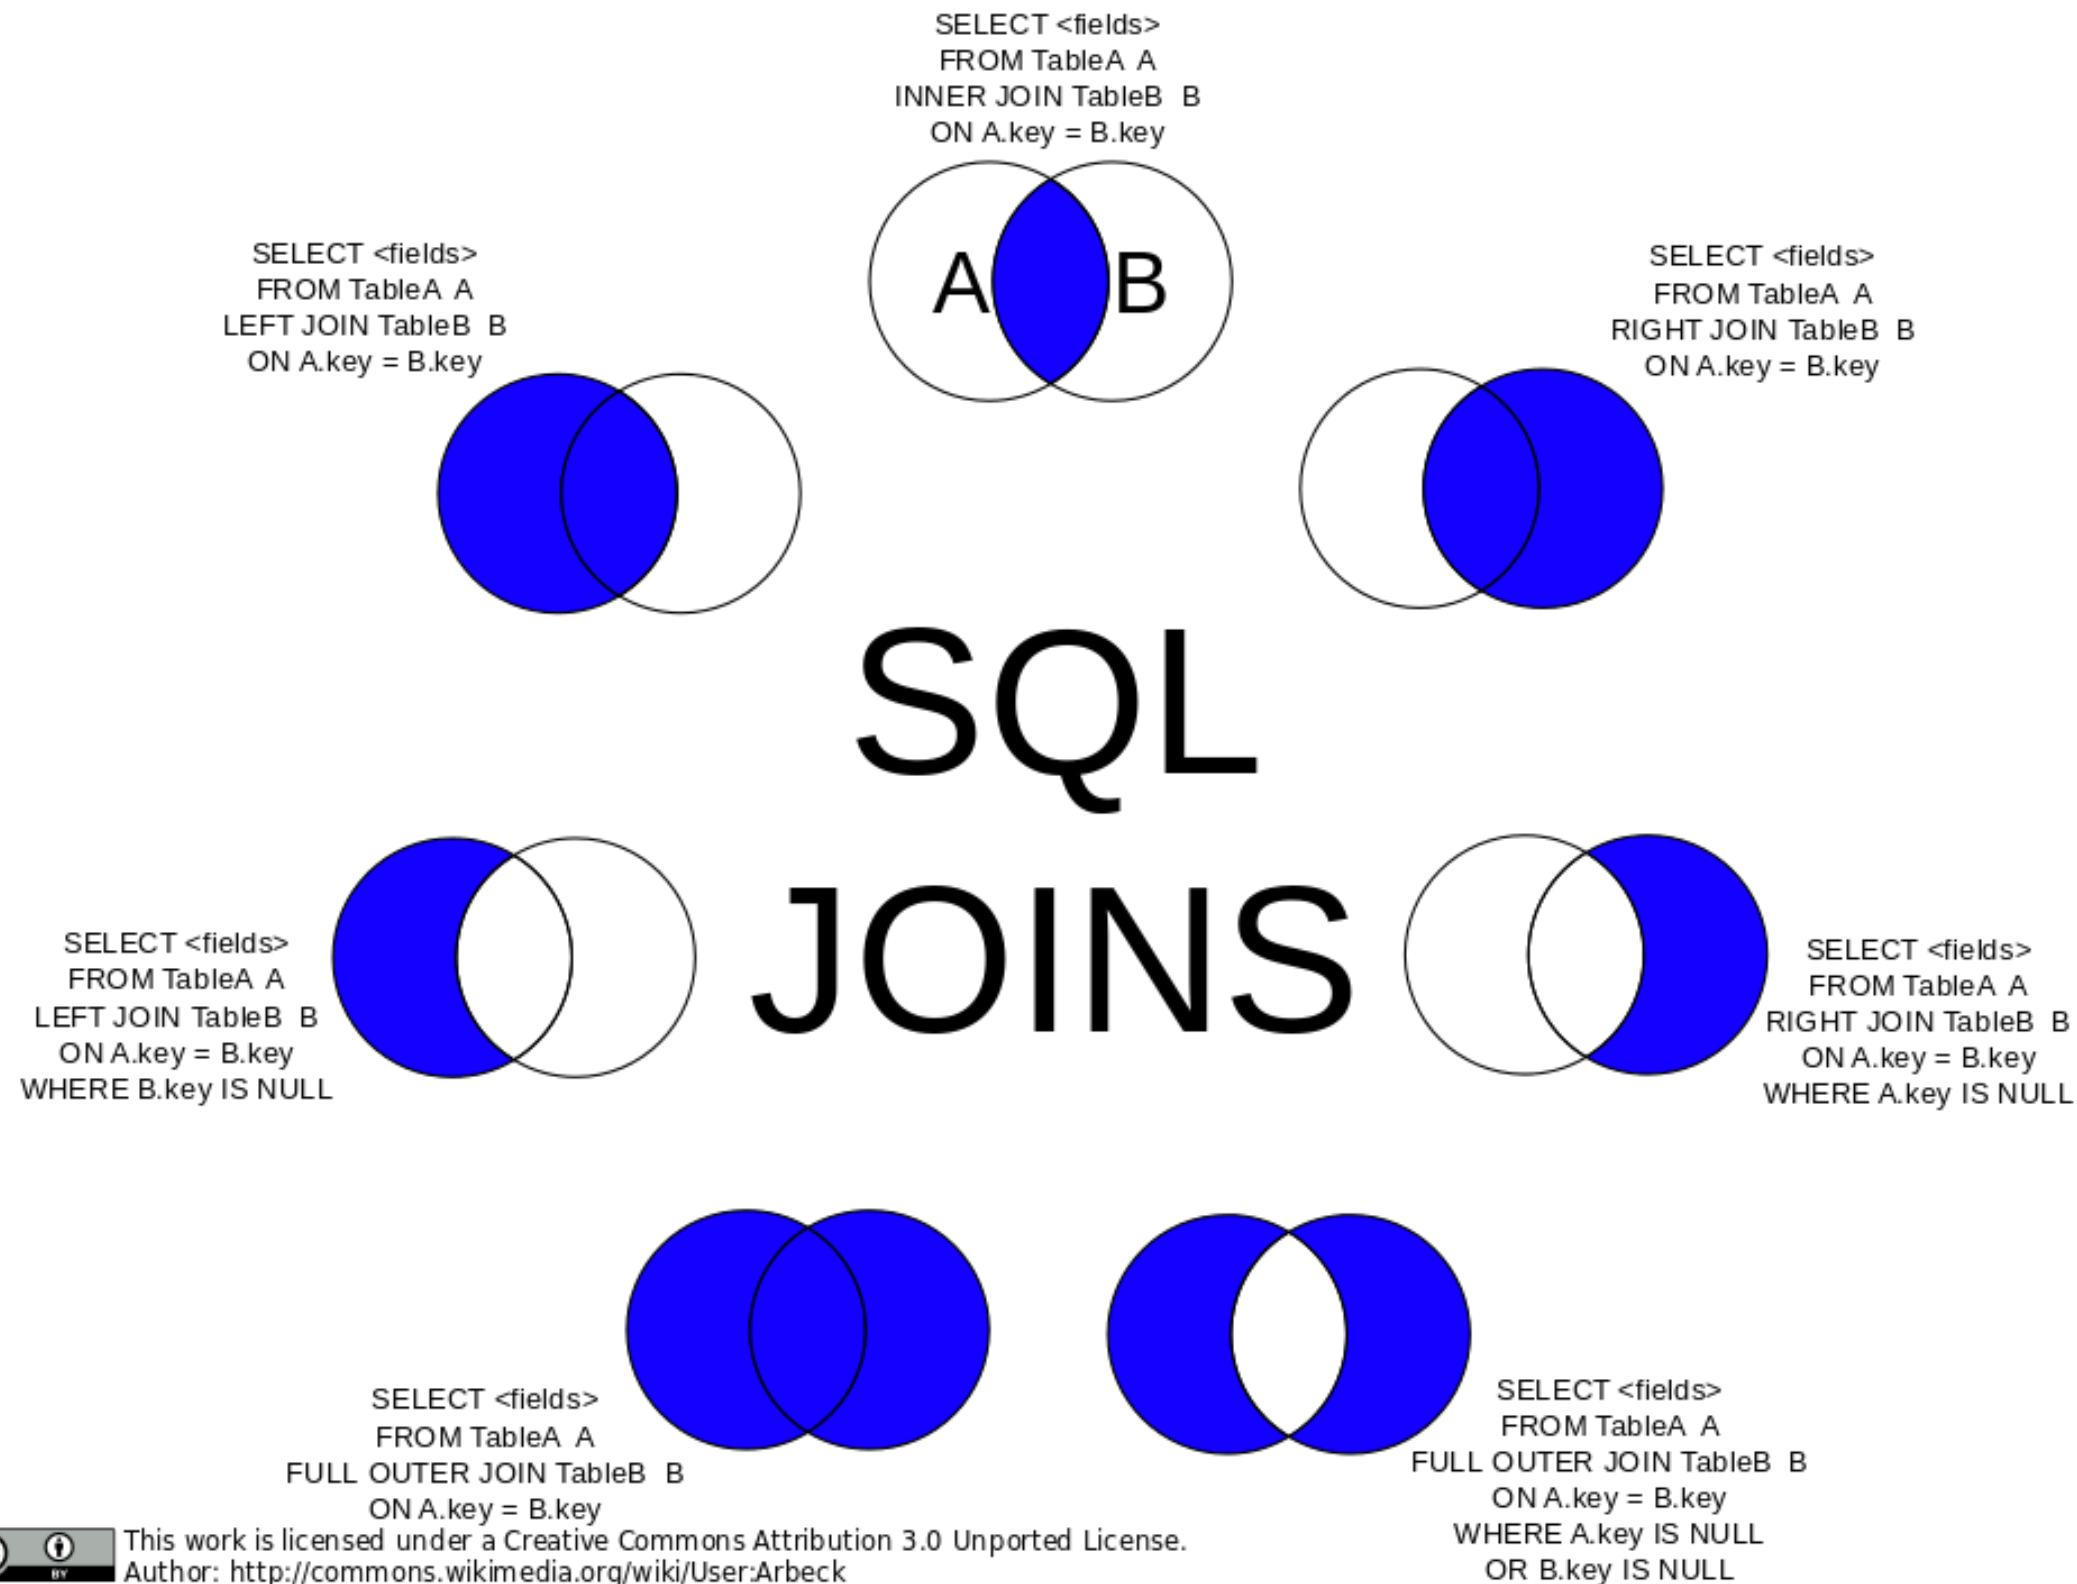 SELECT <fields>
FROM TableA A
INNER JOIN TableB B
ON A.key = B.key
A B
SELECT <fields>
FROM TableA A
LEFT JOIN TableB B
ON A.key = B.key
SELECT <fields>
FROM TableA A
RIGHT JOIN TableB B
ON A.key = B.key
SQL
JOINS
SELECT <fields>
FROM TableA A
LEFT JOIN TableB B
ON A.key = B.key
WHERE B.key IS NULL
SELECT <fields>
FROM TableA A
RIGHT JOIN TableB B
ON A.key = B.key
WHERE A.key IS NULL
SELECT <fields>
FROM TableA A
FULL OUTER JOIN TableB B
ON A.key = B.key
SELECT <fields>
FROM TableA A
FULL OUTER JOIN TableB B
ON A.key = B.key
WHERE A.key IS NULL
OR B.key IS NULL
BY
This work is licensed under a Creative Commons Attribution 3.0 Unported License.
Author: http://commons.wikimedia.org/wiki/User:Arbeck